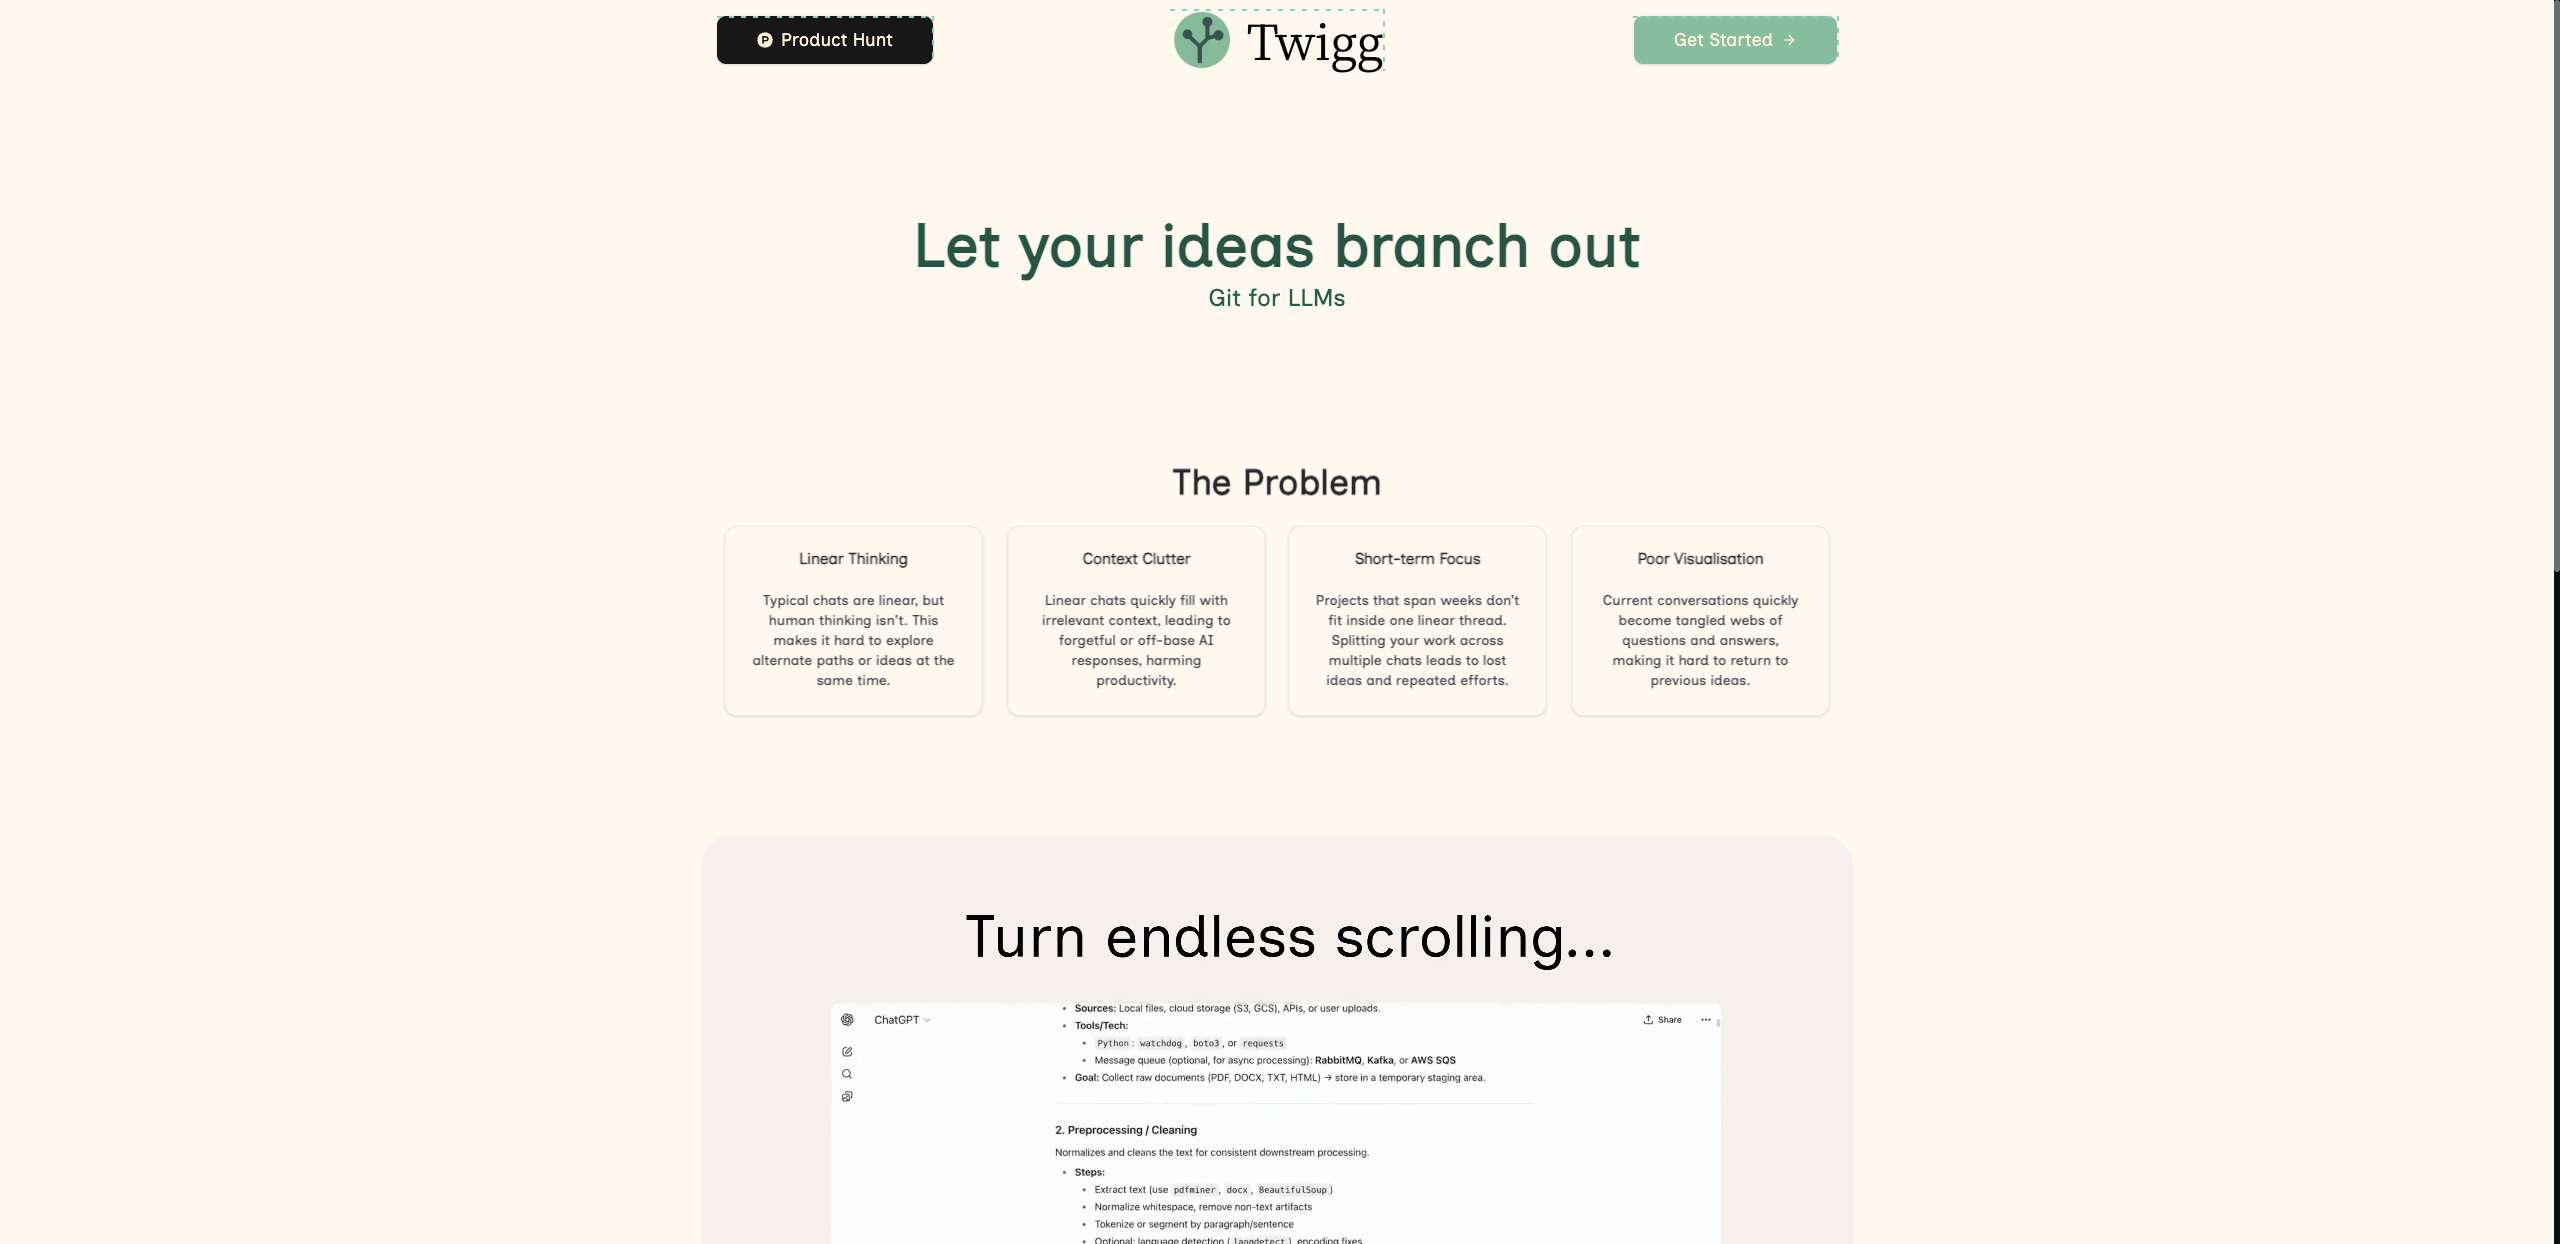 Product Hunt
Twigg
Get Started →
Let your ideas branch out
Git for LLMs
The Problem
Linear Thinking
Typical chats are linear, but
human thinking isn't. This
makes it hard to explore
alternate paths or ideas at the
same time.
Context Clutter
Linear chats quickly fill with
irrelevant context, leading to
forgetful or off-base AI
responses, harming
productivity.
Short-term Focus
Projects that span weeks don't
fit inside one linear thread.
Splitting your work across
multiple chats leads to lost
ideas and repeated efforts.
Poor Visualisation
Current conversations quickly
become tangled webs of
questions and answers,
making it hard to return to
previous ideas.
Turn endless scrolling...
ChatGPT
Share
• Sources: Local files, cloud storage (S3, GCS), APIs, or user uploads.
• Tools/Tech:
• Python: watchdog, boto3, or requests
• Message queue (optional, for async processing): RabbitMQ, Kafka, or AWS SQS
• Goal: Collect raw documents (PDF, DOCX, TXT, HTML) → store in a temporary staging area.
2. Preprocessing / Cleaning
Normalizes and cleans the text for consistent downstream processing.
• Steps:
• Extract text (use pdfminer, docx, BeautifulSoup)
• Normalize whitespace, remove non-text artifacts
• Tokenize or segment by paragraph/sentence
• Optional: language detection (langdetect), encoding fixes